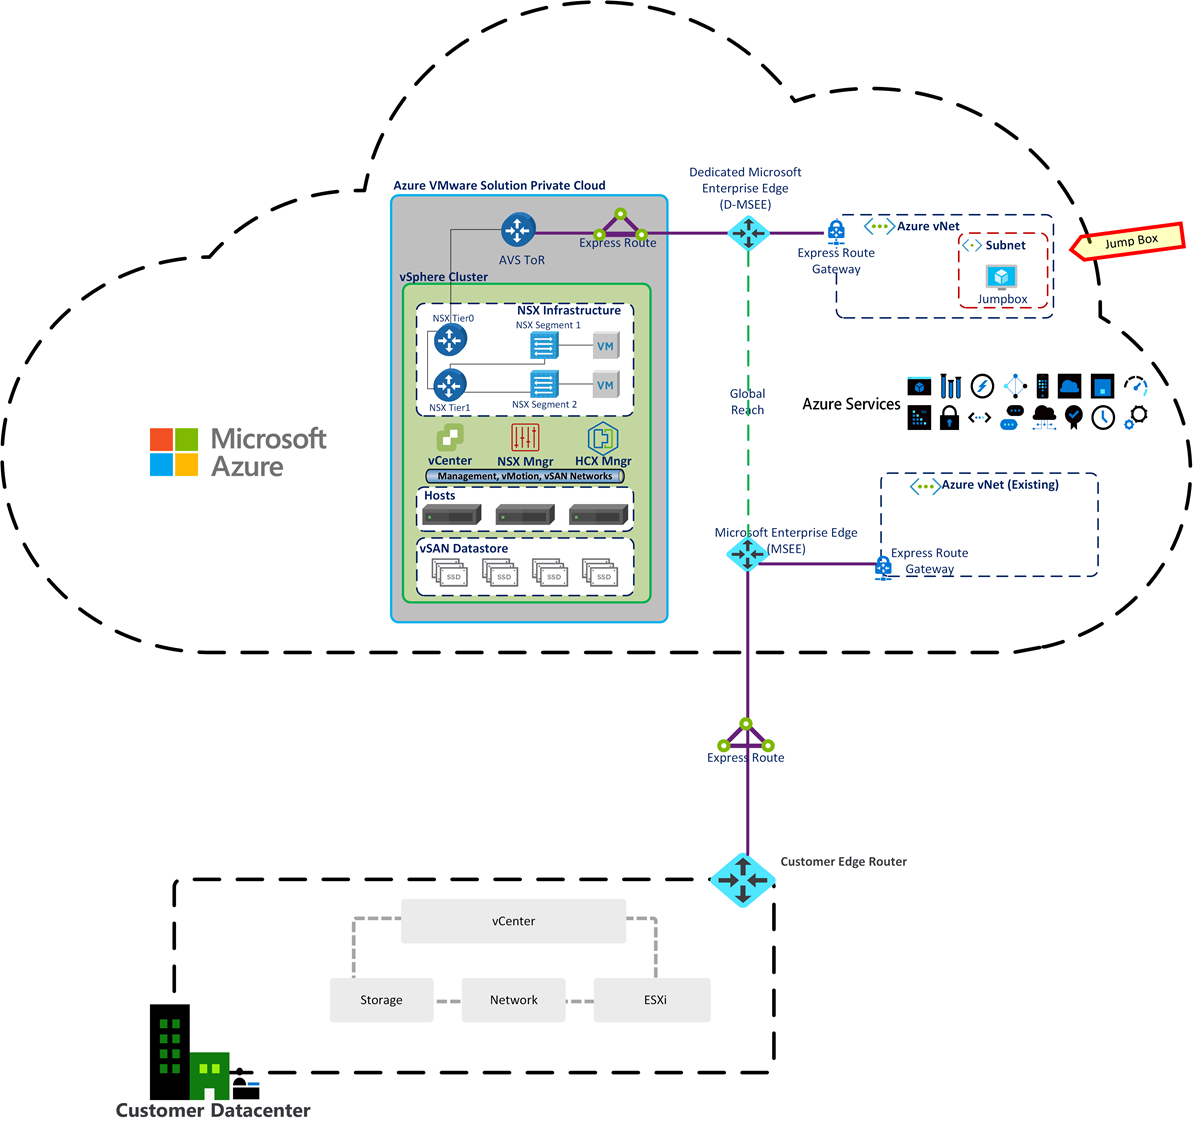 Dedicated Microsoft
Enterprise Edge
(D-MSEE)
Azure VMware Solution Private Cloud
Express Route
AVS ToR
Express Route
Gateway
Azure vNet
Subnet
Jumpbox
Jump Box
vSphere Cluster
NSX Infrastructure
NSX Tier0
NSX Segment 1
VM
NSX Tier1
NSX Segment 2
VM
Global
Reach
Azure Services
Microsoft
Azure
vCenter
NSX Mngr
HCX Mngr
Management, vMotion, vSAN Networks
Hosts
vSAN Datastore
SSD
SSD
SSD
SSD
Azure vNet (Existing)
Microsoft Enterprise Edge
(MSEE)
Express Route
Gateway
Express Route
Customer Edge Router
vCenter
Storage
Network
ESXi
Customer Datacenter